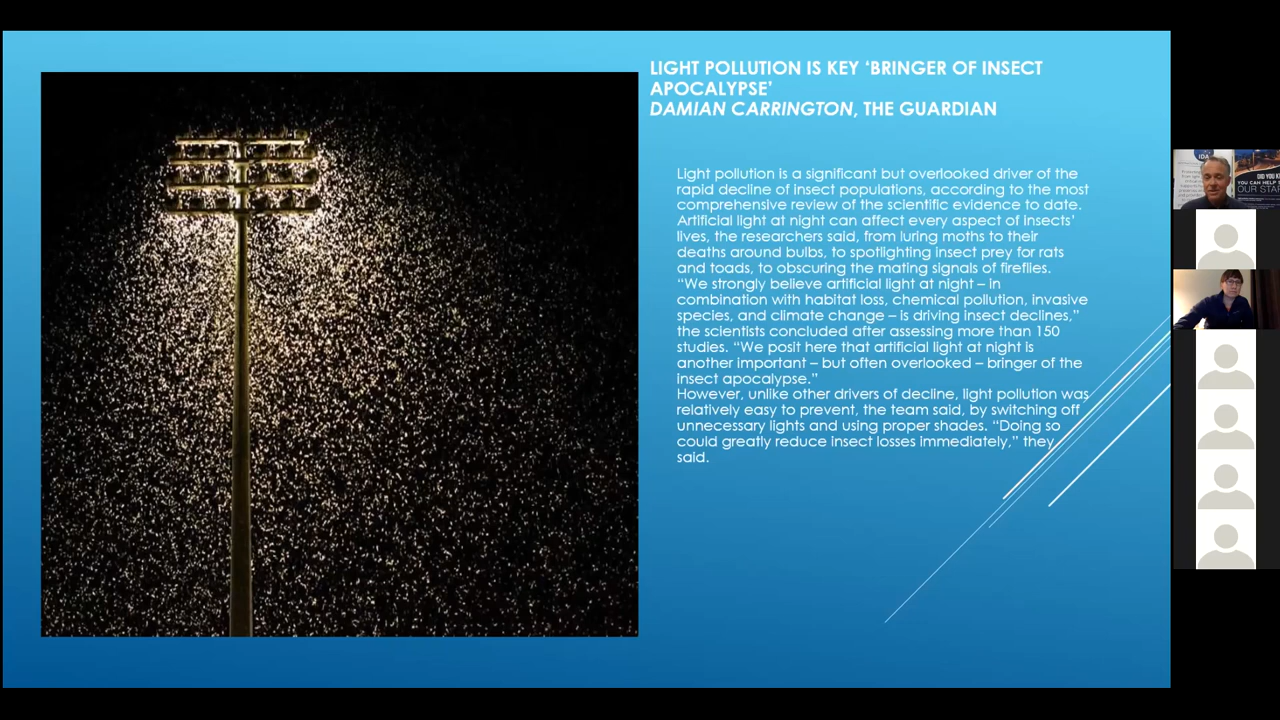 LIGHT POLLUTION IS KEY ‘BRINGER OF INSECT
APOCALYPSE’
DAMIAN CARRINGTON, THE GUARDIAN
Light pollution is a significant but overlooked driver of the
rapid decline of insect populations, according to the most
comprehensive review of the scientific evidence to date.
Artificial light at night can affect every aspect of insects’
lives, the researchers said, from luring moths to their
deaths around bulbs, to spotlighting insect prey for rats
and toads, to obscuring the mating signals of fireflies.
“We strongly believe artificial light at night – in
combination with habitat loss, chemical pollution, invasive
species, and climate change – is driving insect declines,”
the scientists concluded after assessing more than 150
studies. “We posit here that artificial light at night is
another important – but often overlooked – bringer of the
insect apocalypse.”
However, unlike other drivers of decline, light pollution was
relatively easy to prevent, the team said, by switching off
unnecessary lights and using proper shades. “Doing so
could greatly reduce insect losses immediately,” they
said.
IDA
DID YOU
YOU CAN HELP
OUR STAR